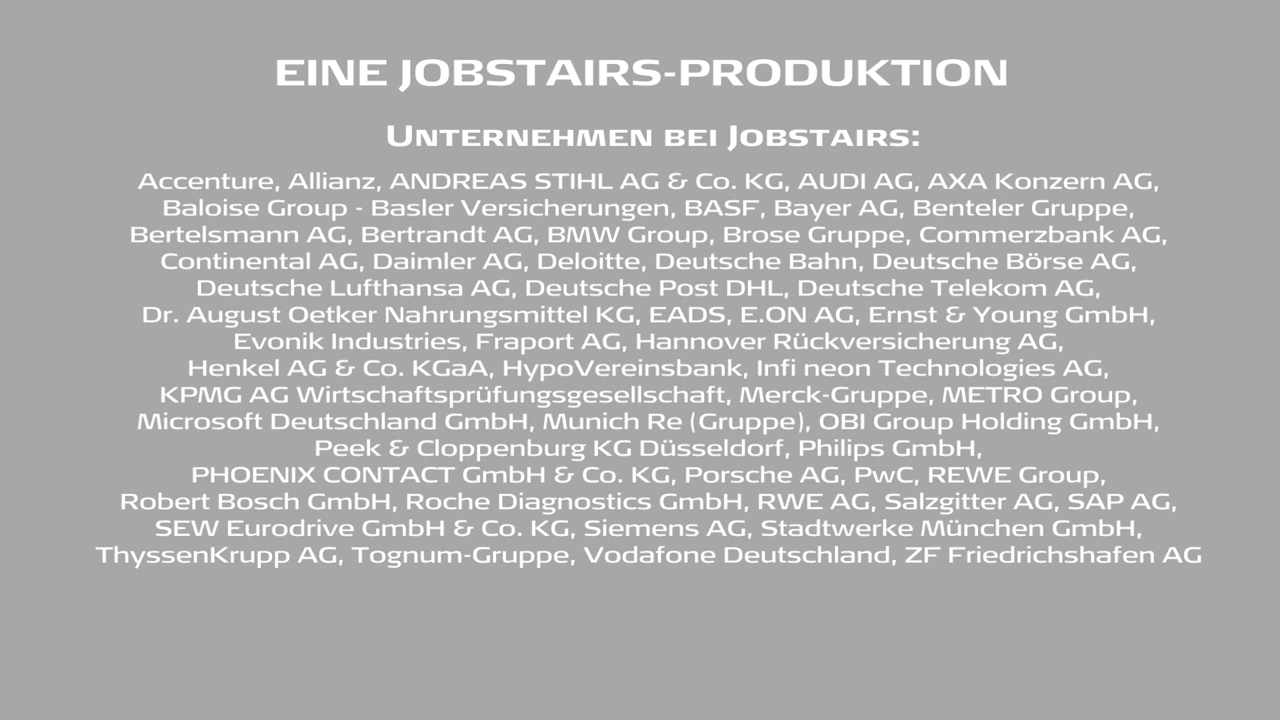 EINE JOBSTAIRS-PRODUKTION
UNTERNEHMEN BEI JOBSTAIRS:
Accenture, Allianz, ANDREAS STIHL AG & Co. KG, AUDI AG, AXA Konzern AG,
Baloise Group - Basler Versicherungen, BASF, Bayer AG, Benteler Gruppe,
Bertelsmann AG, Bertrandt AG, BMW Group, Brose Gruppe, Commerzbank AG,
Continental AG, Daimler AG, Deloitte, Deutsche Bahn, Deutsche Börse AG,
Deutsche Lufthansa AG, Deutsche Post DHL, Deutsche Telekom AG,
Dr. August Oetker Nahrungsmittel KG, EADS, E.ON AG, Ernst & Young GmbH,
Evonik Industries, Fraport AG, Hannover Rückversicherung AG,
Henkel AG & Co. KGaA, HypoVereinsbank, Infi neon Technologies AG,
KPMG AG Wirtschaftsprüfungsgesellschaft, Merck-Gruppe, METRO Group,
Microsoft Deutschland GmbH, Munich Re (Gruppe), OBI Group Holding GmbH,
Peek & Cloppenburg KG Düsseldorf, Philips GmbH,
PHOENIX CONTACT GmbH & Co. KG, Porsche AG, PwC, REWE Group,
Robert Bosch GmbH, Roche Diagnostics GmbH, RWE AG, Salzgitter AG, SAP AG,
SEW Eurodrive GmbH & Co. KG, Siemens AG, Stadtwerke München GmbH,
ThyssenKrupp AG, Tognum-Gruppe, Vodafone Deutschland, ZF Friedrichshafen AG